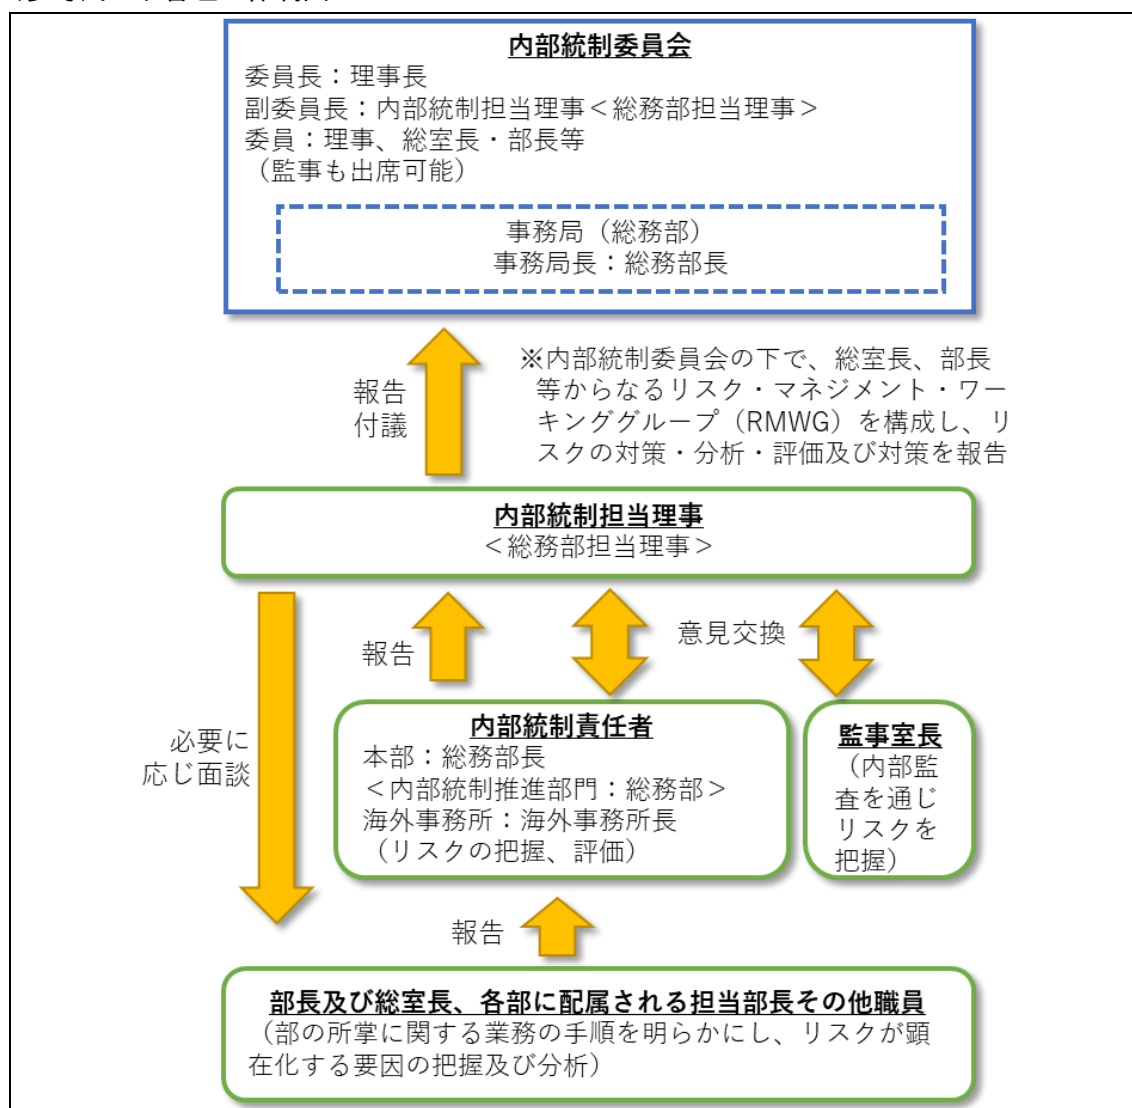 内部統制委員会
委員長：理事長
副委員長：内部統制担当理事＜総務部担当理事＞
委員：理事、総室長・部長等
（監事も出席可能）
事務局（総務部）
事務局長：総務部長
報告
付議
※内部統制委員会の下で、総室長、部長
等からなるリスク・マネジメント・ワー
キンググループ（RMWG）を構成し、リ
スクの対策・分析・評価及び対策を報告
内部統制担当理事
＜総務部担当理事＞
報告
意見交換
必要に
応じ面談
内部統制責任者
本部：総務部長
＜内部統制推進部門：総務部＞
海外事務所：海外事務所長
（リスクの把握、評価）
監事室長
（内部監
査を通じ
リスクを
把握）
報告
部長及び総室長、各部に配属される担当部長その他職員
（部の所掌に関する業務の手順を明らかにし、リスクが顕
在化する要因の把握及び分析）